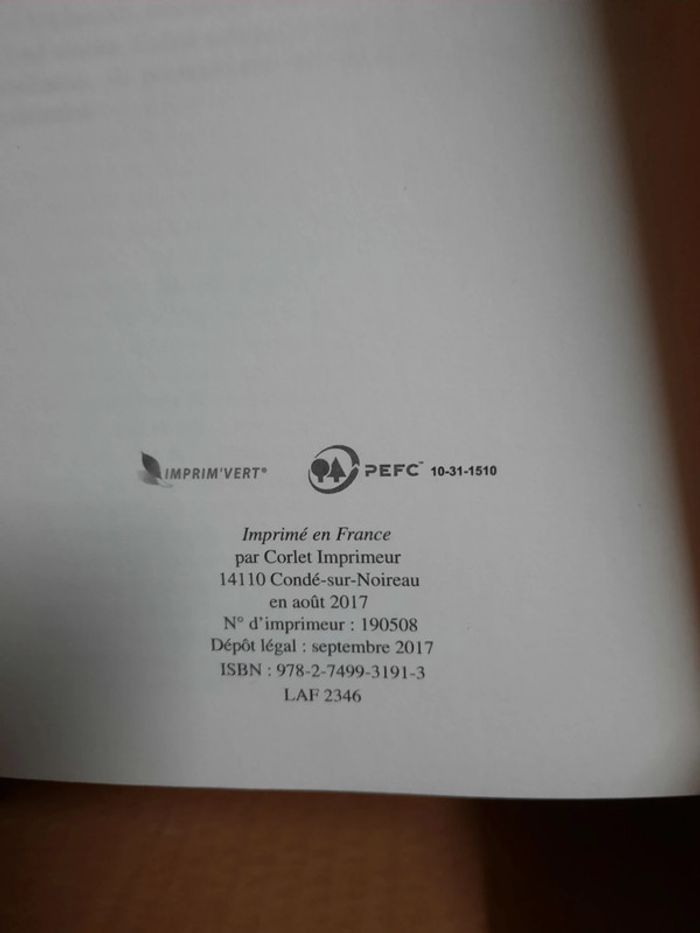 IMPRIM'VERT® PEFC™ 10-31-1510
Imprimé en France
par Corlet Imprimeur
14110 Condé-sur-Noireau
en août 2017
N° d'imprimeur : 190508
Dépôt légal : septembre 2017
ISBN : 978-2-7499-3191-3
LAF 2346